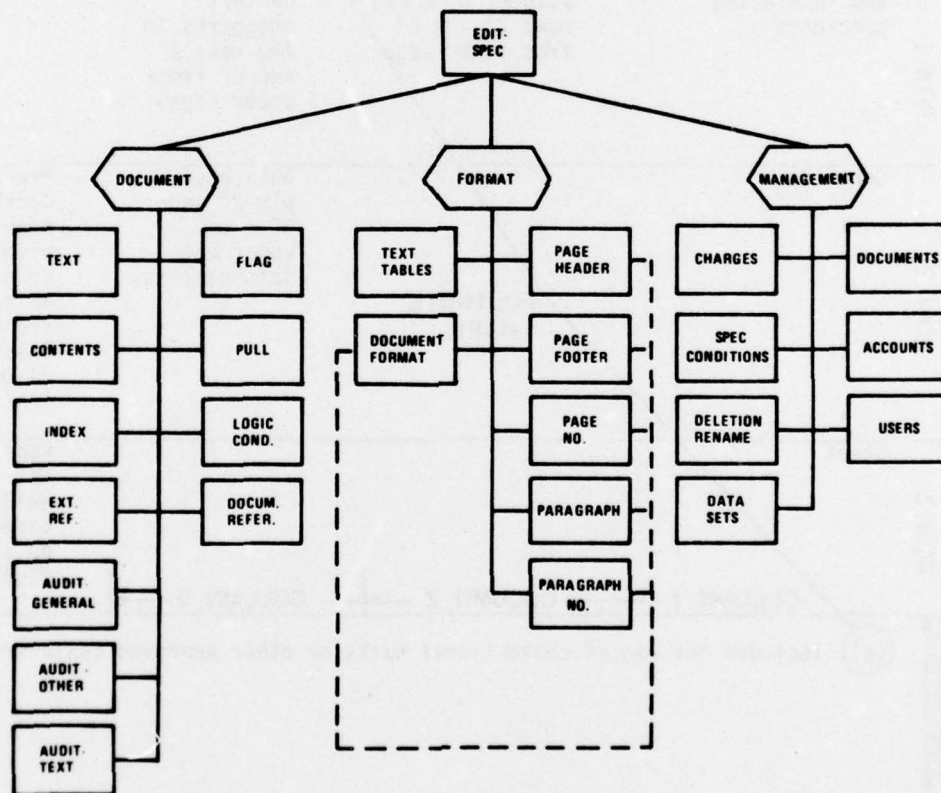 EDIT-
SPEC
DOCUMENT
FORMAT
MANAGEMENT
TEXT
FLAG
TEXT
TABLES
PAGE
HEADER
CHARGES
DOCUMENTS
CONTENTS
PULL
DOCUMENT
FORMAT
PAGE
FOOTER
SPEC
CONDITIONS
ACCOUNTS
INDEX
LOGIC
COND.
PAGE
NO.
DELETION
RENAME
USERS
EXT.
REF.
DOCUM.
REFER.
PARAGRAPH
DATA
SETS
AUDIT
GENERAL
PARAGRAPH
NO.
AUDIT-
OTHER
AUDIT-
TEXT